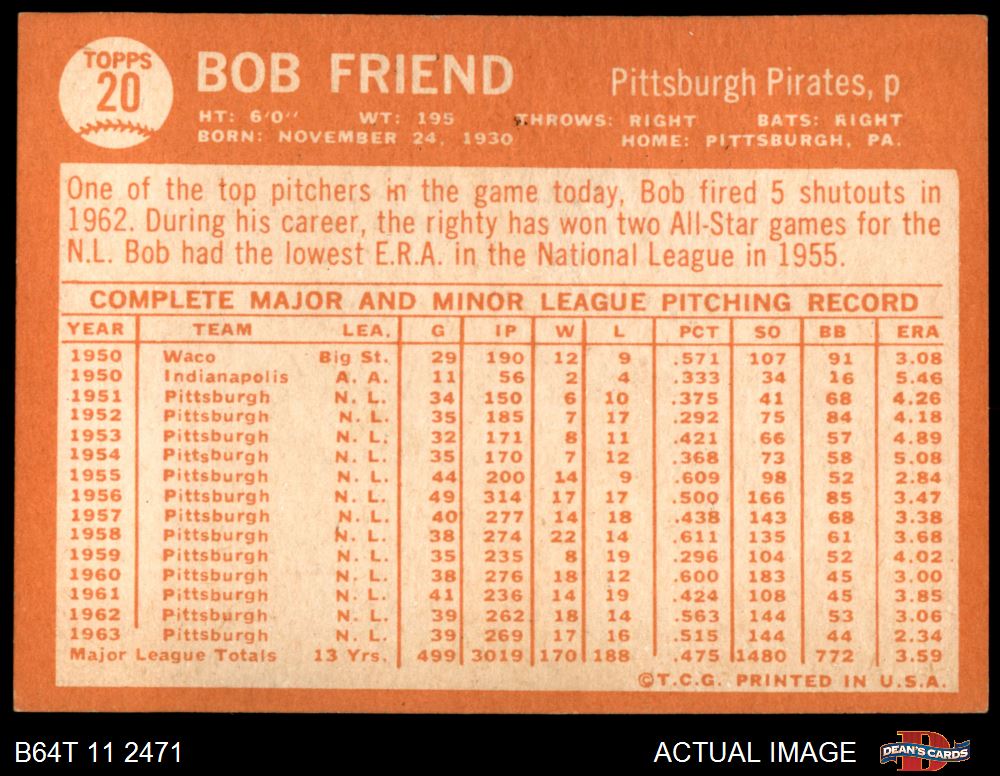 TOPPS
20
BOB FRIEND
Pittsburgh Pirates, p
HT: 6'0" WT: 195 THROWS: RIGHT BATS: RIGHT
BORN: NOVEMBER 24, 1930 HOME: PITTSBURGH, PA.
One of the top pitchers in the game today, Bob fired 5 shutouts in
1962. During his career, the righty has won two All-Star games for the
N.L. Bob had the lowest E.R.A. in the National League in 1955.
COMPLETE MAJOR AND MINOR LEAGUE PITCHING RECORD
YEAR TEAM LEA. G IP W L PCT SO BB ERA
1950 Waco Big St. 29 190 12 9 .571 107 91 3.08
1950 Indianapolis A. A. 11 56 2 4 .333 34 16 5.46
1951 Pittsburgh N. L. 34 150 6 10 .375 41 68 4.26
1952 Pittsburgh N. L. 35 185 7 17 .292 75 84 4.18
1953 Pittsburgh N. L. 32 171 8 11 .421 66 57 4.89
1954 Pittsburgh N. L. 35 170 7 12 .368 73 58 5.08
1955 Pittsburgh N. L. 44 200 14 9 .609 98 52 2.84
1956 Pittsburgh N. L. 49 314 17 17 .500 166 85 3.47
1957 Pittsburgh N. L. 40 277 14 18 .438 143 68 3.38
1958 Pittsburgh N. L. 38 274 22 14 .611 135 61 3.68
1959 Pittsburgh N. L. 35 235 8 19 .296 104 52 4.02
1960 Pittsburgh N. L. 38 276 18 12 .600 183 45 3.00
1961 Pittsburgh N. L. 41 236 14 19 .424 108 45 3.85
1962 Pittsburgh N. L. 39 262 18 14 .563 144 53 3.06
1963 Pittsburgh N. L. 39 269 17 16 .515 144 44 2.34
Major League Totals 13 Yrs. 499 3019 170 188 .475 1480 772 3.59
©T.C.G. PRINTED IN U.S.A.
B64T 11 2471
ACTUAL IMAGE
D
DEAN'S CARDS